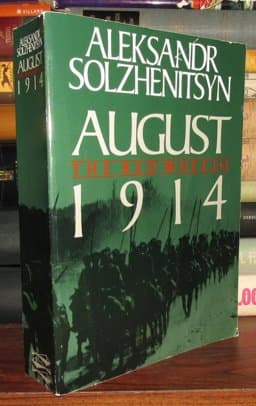 ALEKSANDR
SOLZHENITSYN
AUGUST
THE RED WHEEL/I
1914
ALEKSANDR
SOLZHENITSYN
AUGUST
1914